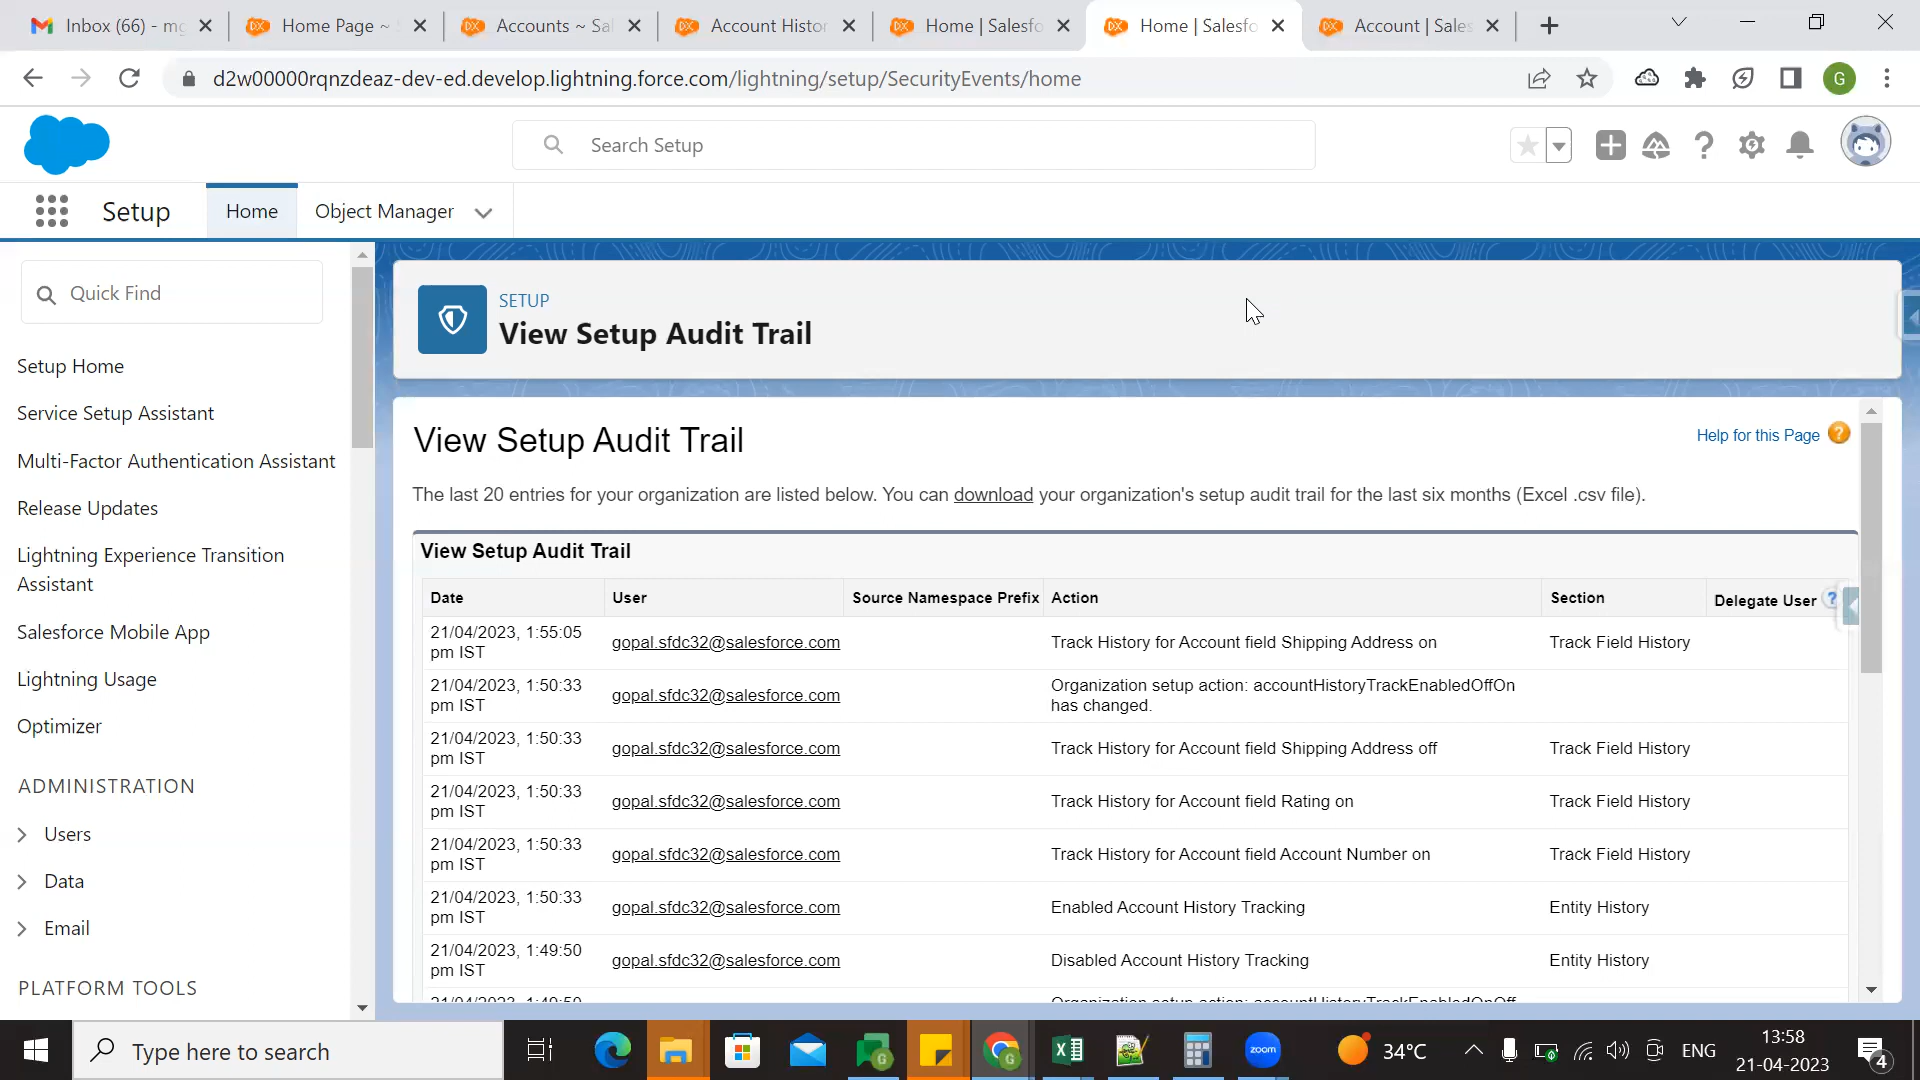 Inbox (66) - mg
Home Page ~
Accounts ~ Sal
Account Histor
Home | Salesfo
Home | Salesfo
Account | Sales
d2w00000rqnzdeaz-dev-ed.develop.lightning.force.com/lightning/setup/SecurityEvents/home
G
Search Setup
Setup
Home
Object Manager
Quick Find
Setup Home
Service Setup Assistant
Multi-Factor Authentication Assistant
Release Updates
Lightning Experience Transition
Assistant
Salesforce Mobile App
Lightning Usage
Optimizer
ADMINISTRATION
Users
Data
Email
PLATFORM TOOLS
SETUP
View Setup Audit Trail
View Setup Audit Trail
Help for this Page ?
The last 20 entries for your organization are listed below. You can download your organization's setup audit trail for the last six months (Excel .csv file).
View Setup Audit Trail
Date User Source Namespace Prefix Action Section Delegate User ?
21/04/2023, 1:55:05
pm IST
gopal.sfdc32@salesforce.com
Track History for Account field Shipping Address on
Track Field History
21/04/2023, 1:50:33
pm IST
gopal.sfdc32@salesforce.com
Organization setup action: accountHistoryTrackEnabledOffOn
has changed.
21/04/2023, 1:50:33
pm IST
gopal.sfdc32@salesforce.com
Track History for Account field Shipping Address off
Track Field History
21/04/2023, 1:50:33
pm IST
gopal.sfdc32@salesforce.com
Track History for Account field Rating on
Track Field History
21/04/2023, 1:50:33
pm IST
gopal.sfdc32@salesforce.com
Track History for Account field Account Number on
Track Field History
21/04/2023, 1:50:33
pm IST
gopal.sfdc32@salesforce.com
Enabled Account History Tracking
Entity History
21/04/2023, 1:49:50
pm IST
gopal.sfdc32@salesforce.com
Disabled Account History Tracking
Entity History
21/04/2023, 1:49:50
Organization setup action: accountHistoryTrackEnabledOnOff
Type here to search
zoom
34°C
ENG
13:58
21-04-2023
4